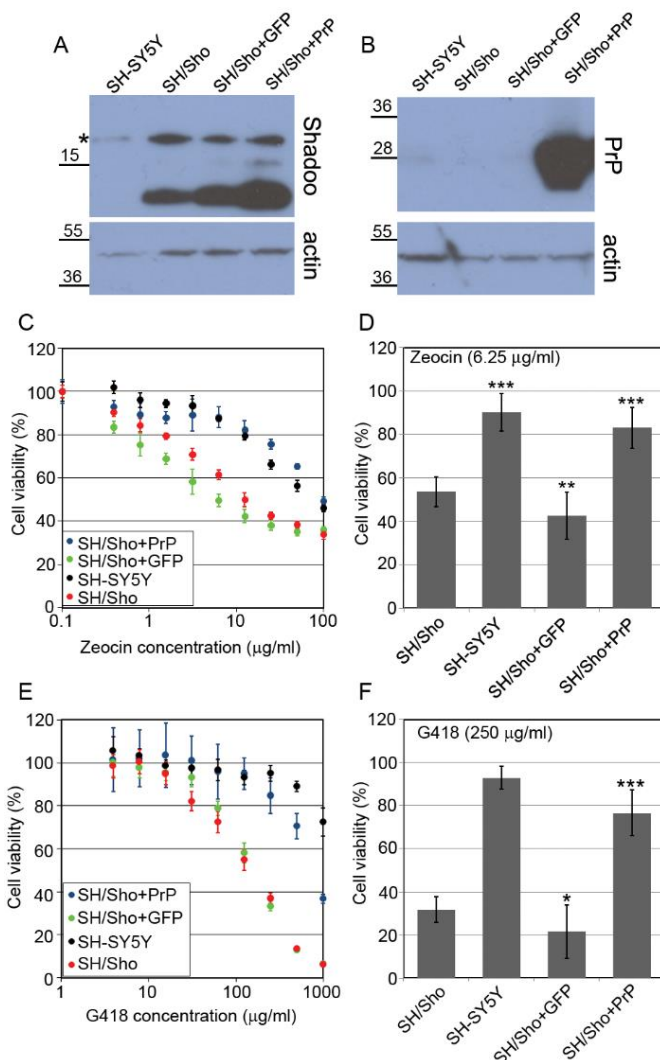 A
SH-SY5Y
SH/Sho
SH/Sho+GFP
SH/Sho+PrP
*
15
Shadoo
55
36
actin
B
SH-SY5Y
SH/Sho
SH/Sho+GFP
SH/Sho+PrP
36
28
PrP
55
36
actin
C
Cell viability (%)
120
100
80
60
40
20
0
SH/Sho+PrP
SH/Sho+GFP
SH-SY5Y
SH/Sho
0.1 1 10 100
Zeocin concentration (μg/ml)
D
Zeocin (6.25 μg/ml)
Cell viability (%)
120
100
80
60
40
20
0
***
**
***
SH/Sho
SH-SY5Y
SH/Sho+GFP
SH/Sho+PrP
E
Cell viability (%)
120
100
80
60
40
20
0
SH/Sho+PrP
SH/Sho+GFP
SH-SY5Y
SH/Sho
1 10 100 1000
G418 concentration (μg/ml)
F
G418 (250 μg/ml)
Cell viability (%)
120
100
80
60
40
20
0
*
***
SH/Sho
SH-SY5Y
SH/Sho+GFP
SH/Sho+PrP